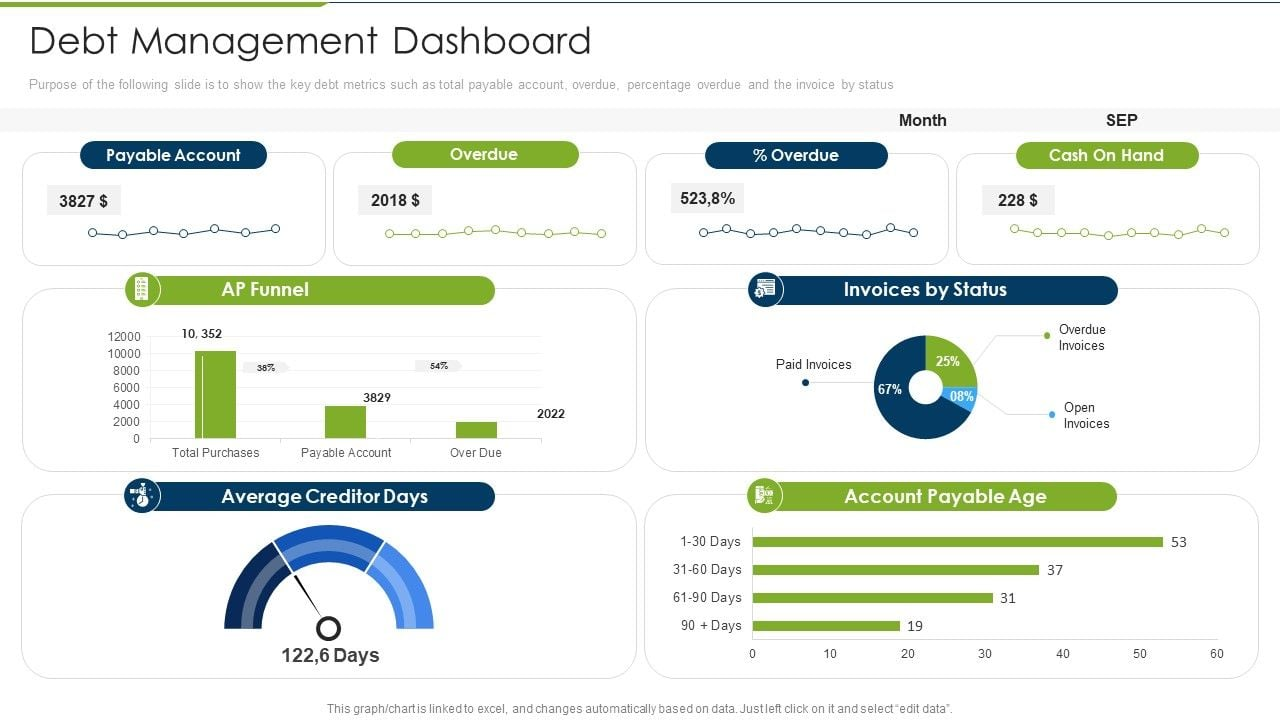 Debt Management Dashboard
Purpose of the following slide is to show the key debt metrics such as total payable account, overdue, percentage overdue and the invoice by status
Month SEP
Payable Account
3827 $
Overdue
2018 $
% Overdue
523,8%
Cash On Hand
228 $
AP Funnel
12000
10000
8000
6000
4000
2000
0
10, 352
38%
3829
54%
2022
Total Purchases
Payable Account
Over Due
Invoices by Status
Paid Invoices
67%
25%
08%
Overdue
Invoices
Open
Invoices
Average Creditor Days
122,6 Days
Account Payable Age
1-30 Days 53
31-60 Days 37
61-90 Days 31
90 + Days 19
0 10 20 30 40 50 60
This graph/chart is linked to excel, and changes automatically based on data. Just left click on it and select “edit data”.